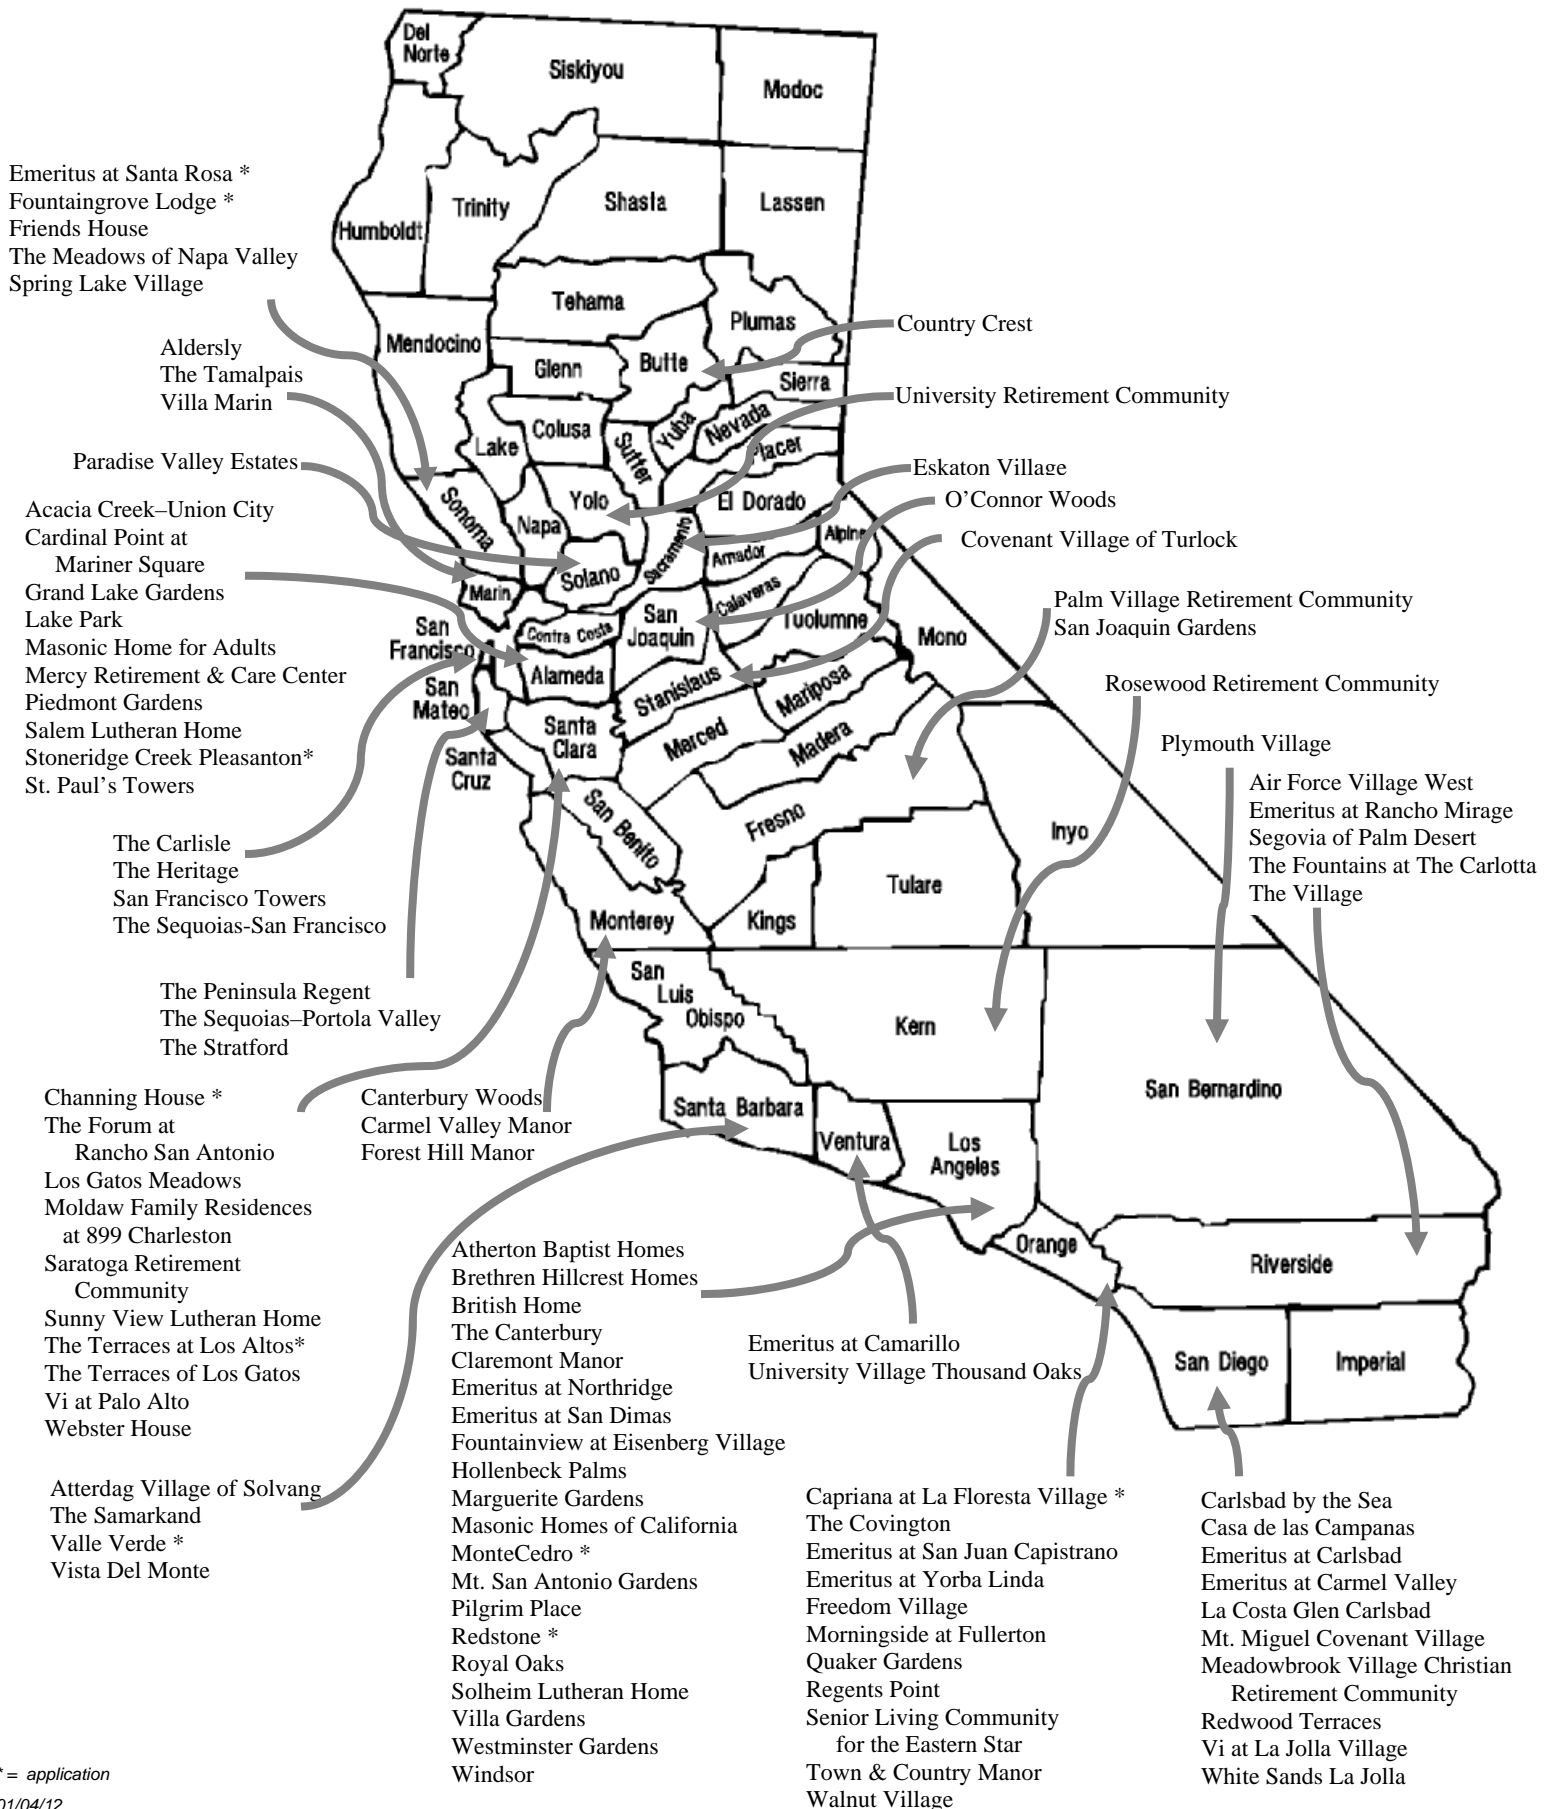 Del
Norte
Siskiyou
Modoc
Humboldt
Trinity
Shasta
Lassen
Tehama
Plumas
Mendocino
Glenn
Butte
Sierra
Lake
Colusa
Sutter
Yuba
Nevada
Placer
Sonoma
Napa
Yolo
El Dorado
Sacramento
Alpine
Amador
Solano
Marin
Calaveras
San
Francisco
Contra Costa
San
Joaquin
Tuolumne
Mono
Alameda
San
Mateo
Stanislaus
Mariposa
Santa
Clara
Merced
Madera
Santa
Cruz
San Benito
Fresno
Inyo
Monterey
Kings
Tulare
San
Luis
Obispo
Kern
San Bernardino
Santa Barbara
Ventura
Los
Angeles
Orange
Riverside
San Diego
Imperial
Emeritus at Santa Rosa *
Fountaingrove Lodge *
Friends House
The Meadows of Napa Valley
Spring Lake Village
Aldersly
The Tamalpais
Villa Marin
Paradise Valley Estates
Acacia Creek–Union City
Cardinal Point at
Mariner Square
Grand Lake Gardens
Lake Park
Masonic Home for Adults
Mercy Retirement & Care Center
Piedmont Gardens
Salem Lutheran Home
Stoneridge Creek Pleasanton*
St. Paul's Towers
The Carlisle
The Heritage
San Francisco Towers
The Sequoias-San Francisco
The Peninsula Regent
The Sequoias–Portola Valley
The Stratford
Channing House *
The Forum at
Rancho San Antonio
Los Gatos Meadows
Moldaw Family Residences
at 899 Charleston
Saratoga Retirement
Community
Sunny View Lutheran Home
The Terraces at Los Altos*
The Terraces of Los Gatos
Vi at Palo Alto
Webster House
Canterbury Woods
Carmel Valley Manor
Forest Hill Manor
Atterdag Village of Solvang
The Samarkand
Valle Verde *
Vista Del Monte
Country Crest
University Retirement Community
Eskaton Village
O’Connor Woods
Covenant Village of Turlock
Palm Village Retirement Community
San Joaquin Gardens
Rosewood Retirement Community
Plymouth Village
Air Force Village West
Emeritus at Rancho Mirage
Segovia of Palm Desert
The Fountains at The Carlotta
The Village
Atherton Baptist Homes
Brethren Hillcrest Homes
British Home
The Canterbury
Claremont Manor
Emeritus at Northridge
Emeritus at San Dimas
Fountainview at Eisenberg Village
Hollenbeck Palms
Marguerite Gardens
Masonic Homes of California
MonteCedro *
Mt. San Antonio Gardens
Pilgrim Place
Redstone *
Royal Oaks
Solheim Lutheran Home
Villa Gardens
Westminster Gardens
Windsor
Emeritus at Camarillo
University Village Thousand Oaks
Capriana at La Floresta Village *
The Covington
Emeritus at San Juan Capistrano
Emeritus at Yorba Linda
Freedom Village
Morningside at Fullerton
Quaker Gardens
Regents Point
Senior Living Community
for the Eastern Star
Town & Country Manor
Walnut Village
Carlsbad by the Sea
Casa de las Campanas
Emeritus at Carlsbad
Emeritus at Carmel Valley
La Costa Glen Carlsbad
Mt. Miguel Covenant Village
Meadowbrook Village Christian
Retirement Community
Redwood Terraces
Vi at La Jolla Village
White Sands La Jolla
* = application
01/04/12